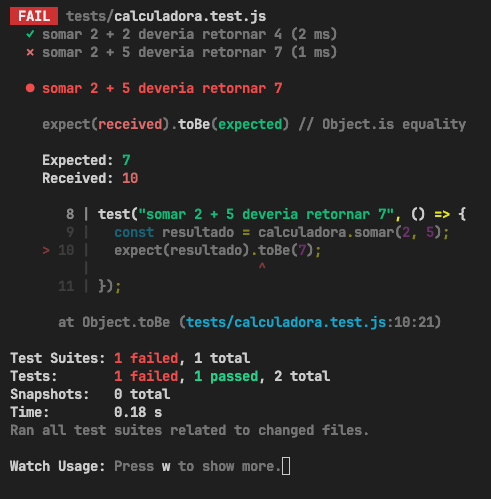 FAIL tests/calculadora.test.js
✓ somar 2 + 2 deveria retornar 4 (2 ms)
✕ somar 2 + 5 deveria retornar 7 (1 ms)
● somar 2 + 5 deveria retornar 7
expect(received).toBe(expected) // Object.is equality
Expected: 7
Received: 10
8 | test("somar 2 + 5 deveria retornar 7", () => {
9 |   const resultado = calculadora.somar(2, 5);
> 10 |   expect(resultado).toBe(7);
|                     ^
11 | });
at Object.toBe (tests/calculadora.test.js:10:21)
Test Suites: 1 failed, 1 total
Tests:       1 failed, 1 passed, 2 total
Snapshots:   0 total
Time:        0.18 s
Ran all test suites related to changed files.
Watch Usage: Press w to show more.